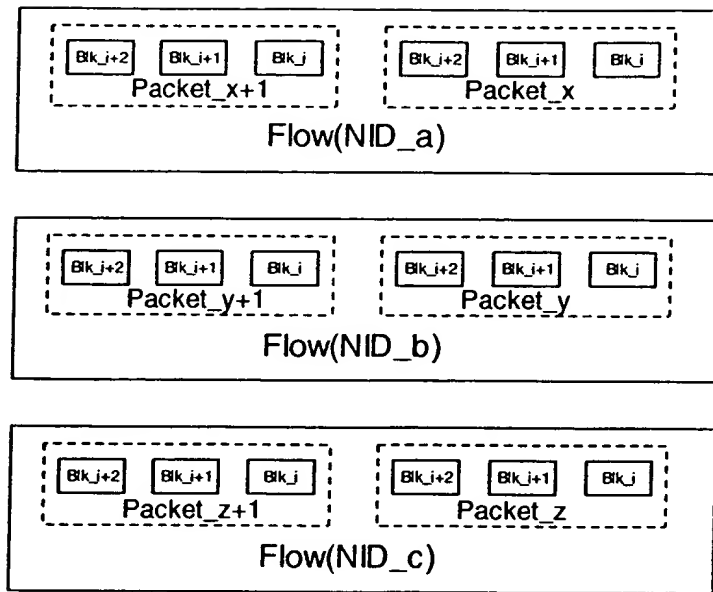 Blk_i+2 Blk_i+1 Blk_i Blk_i+2 Blk_i+1 Blk_i
Packet_x+1 Packet_x
Flow(NID_a)
Blk_i+2 Blk_i+1 Blk_i Blk_i+2 Blk_i+1 Blk_i
Packet_y+1 Packet_y
Flow(NID_b)
Blk_i+2 Blk_i+1 Blk_i Blk_i+2 Blk_i+1 Blk_i
Packet_z+1 Packet_z
Flow(NID_c)